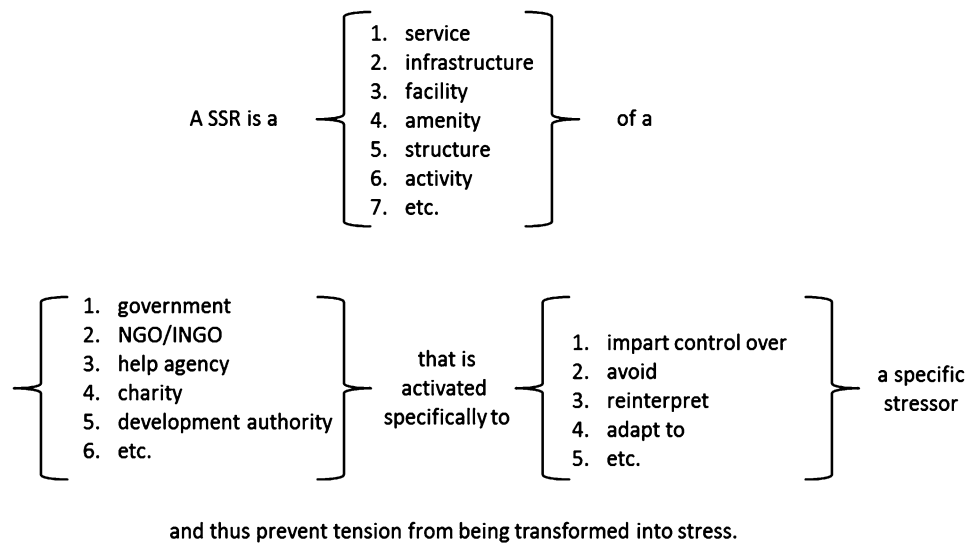 A SSR is a
1. service
2. infrastructure
3. facility
4. amenity
5. structure
6. activity
7. etc.
of a
1. government
2. NGO/INGO
3. help agency
4. charity
5. development authority
6. etc.
that is
activated
specifically to
1. impart control over
2. avoid
3. reinterpret
4. adapt to
5. etc.
a specific
stressor
and thus prevent tension from being transformed into stress.